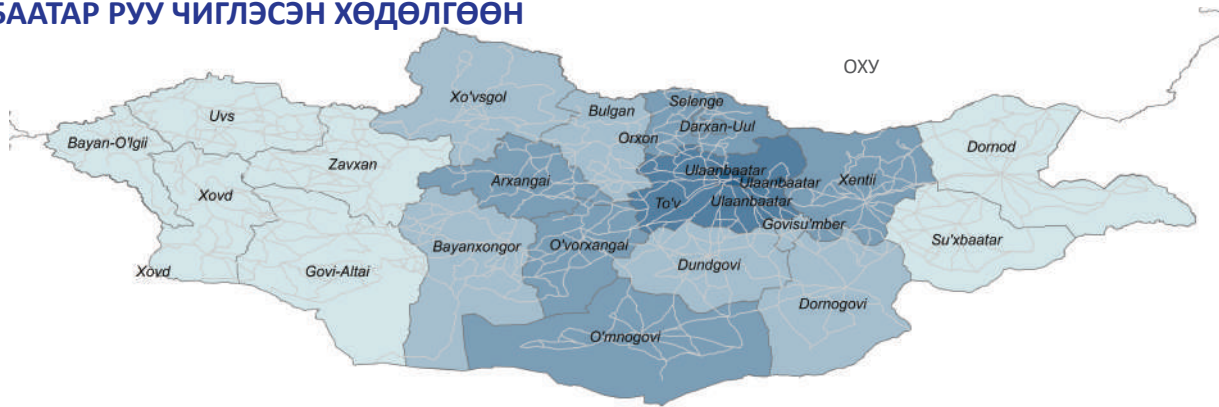 БААТАР РУУ ЧИГЛЭСЭН ХӨДӨЛГӨӨН
ОХУ
Xo'vsgol
Bulgan
Selenge
Uvs
Darxan-Uul
Orxon
Bayan-O'lgii
Dornod
Zavxan
Ulaanbaatar
Arxangai
Xentii
Ulaanbaatar
Xovd
To'v
Ulaanbaatar
Govisu'mber
O'vorxangai
Bayanxongor
Su'xbaatar
Dundgovi
Xovd
Govi-Altai
Dornogovi
O'mnogovi